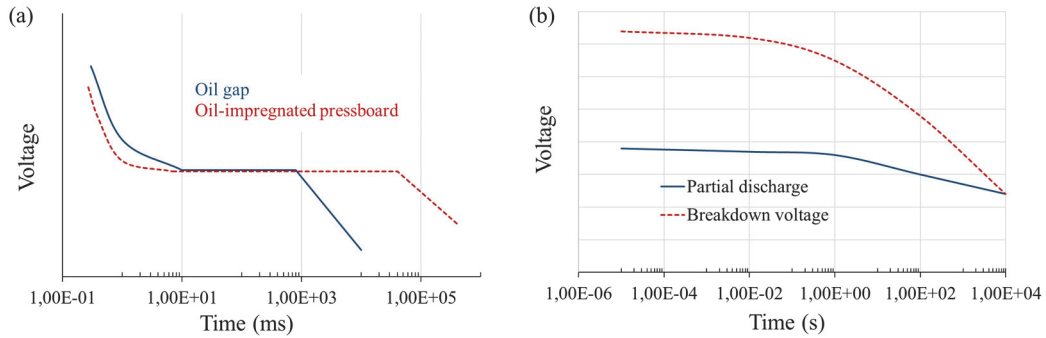 (a)
Voltage
Oil gap
Oil-impregnated pressboard
1,00E-01 1,00E+01 1,00E+03 1,00E+05
Time (ms)
(b)
Voltage
Partial discharge
Breakdown voltage
1,00E-06 1,00E-04 1,00E-02 1,00E+00 1,00E+02 1,00E+04
Time (s)